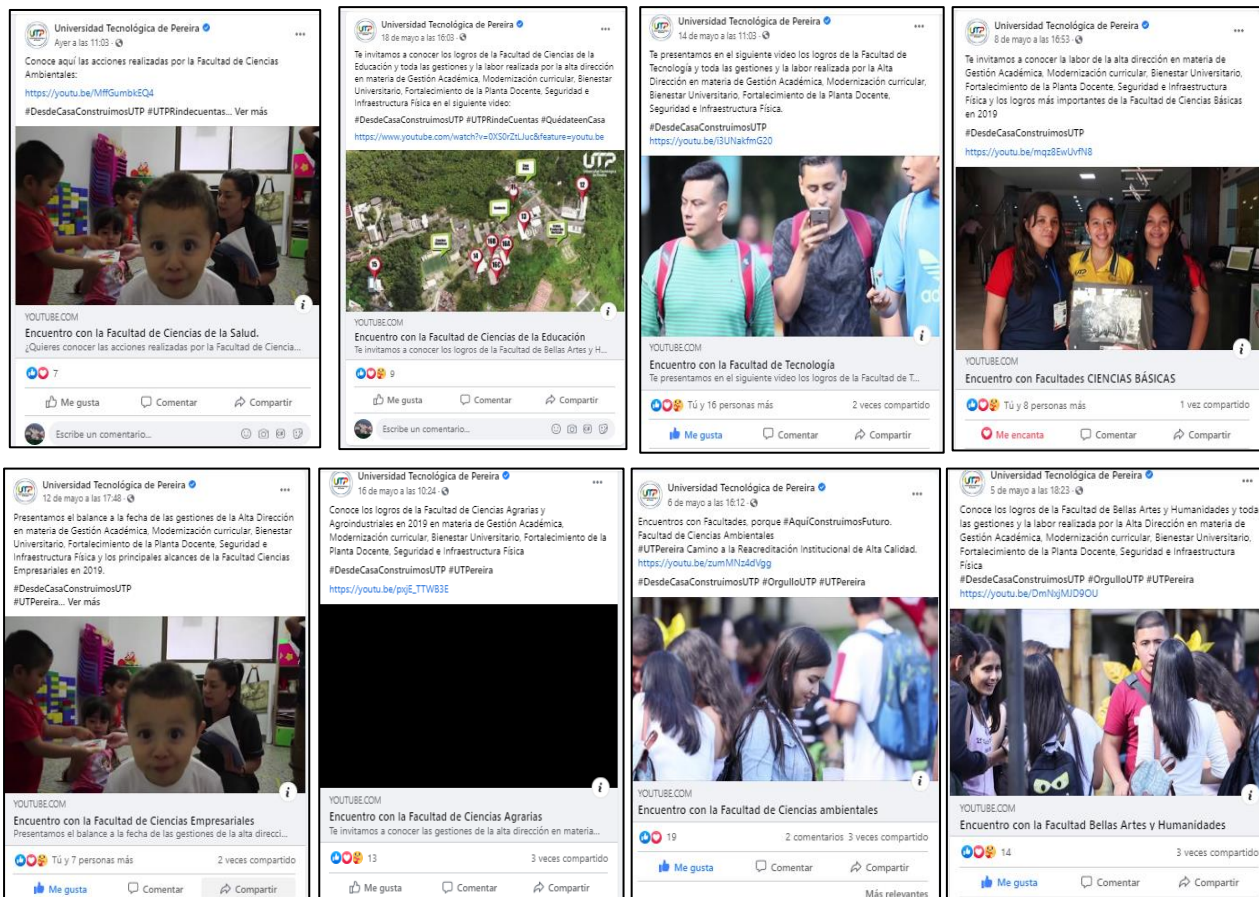 Universidad Tecnológica de Pereira
Ayer a las 11:03
Conoce aquí las acciones realizadas por la Facultad de Ciencias
Ambientales:
https://youtu.be/MffGumbkEQ4
#DesdeCasaConstruimosUTP #UTPRindecuentas... Ver más
YOUTUBE.COM
Encuentro con la Facultad de Ciencias de la Salud.
¿Quieres conocer las acciones realizadas por la Facultad de Ciencia...
7
Me gusta Comentar Compartir
Escribe un comentario...
Universidad Tecnológica de Pereira
18 de mayo a las 16:03
Te invitamos a conocer los logros de la Facultad de Ciencias de la
Educación y toda las gestiones y la labor realizada por la alta dirección
en materia de Gestión Académica, Modernización curricular, Bienestar
Universitario, Fortalecimiento de la Planta Docente, Seguridad e
Infraestructura Física en el siguiente video:
#DesdeCasaConstruimosUTP #UTPRindeCuentas #QuédateenCasa
https://www.youtube.com/watch?v=0XS0rZtLJuc&feature=youtu.be
UTP
12
13
14
15
16B
16A
16C
YOUTUBE.COM
Encuentro con la Facultad de Ciencias de la Educación
Te invitamos a conocer los logros de la Facultad de Bellas Artes y H...
9
Me gusta Comentar Compartir
Escribe un comentario...
Universidad Tecnológica de Pereira
14 de mayo a las 11:03
Te presentamos en el siguiente video los logros de la Facultad de
Tecnología y toda las gestiones y la labor realizada por la Alta
Dirección en materia de Gestión Académica, Modernización curricular,
Bienestar Universitario, Fortalecimiento de la Planta Docente,
Seguridad e Infraestructura Física.
#DesdeCasaConstruimosUTP
https://youtu.be/i3UNakfmG20
YOUTUBE.COM
Encuentro con la Facultad de Tecnología
Te presentamos en el siguiente video los logros de la Facultad de T...
Tú y 16 personas más 2 veces compartido
Me gusta Comentar Compartir
Universidad Tecnológica de Pereira
8 de mayo a las 16:53
Te invitamos a conocer la labor de la alta dirección en materia de
Gestión Académica, Modernización curricular, Bienestar Universitario,
Fortalecimiento de la Planta Docente, Seguridad e Infraestructura
Física y los logros más importantes de la Facultad de Ciencias Básicas
en 2019
#DesdeCasaConstruimosUTP
https://youtu.be/mqz8EwUvfN8
YOUTUBE.COM
Encuentro con Facultades CIENCIAS BÁSICAS
Tú y 8 personas más 1 vez compartido
Me encanta Comentar Compartir
Universidad Tecnológica de Pereira
12 de mayo a las 17:48
Presentamos el balance a la fecha de las gestiones de la Alta Dirección
en materia de Gestión Académica, Modernización curricular, Bienestar
Universitario, Fortalecimiento de la Planta Docente, Seguridad e
Infraestructura Física y los principales alcances de la Facultad Ciencias
Empresariales en 2019.
#DesdeCasaConstruimosUTP
#UTPereira... Ver más
YOUTUBE.COM
Encuentro con la Facultad de Ciencias Empresariales
Presentamos el balance a la fecha de las gestiones de la alta direcci...
Tú y 7 personas más 2 veces compartido
Me gusta Comentar Compartir
Universidad Tecnológica de Pereira
16 de mayo a las 10:24
Conoce los logros de la Facultad de Ciencias Agrarias y
Agroindustriales en 2019 en materia de Gestión Académica,
Modernización curricular, Bienestar Universitario, Fortalecimiento de la
Planta Docente, Seguridad e Infraestructura Física
#DesdeCasaConstruimosUTP #UTPereira
https://youtu.be/pxjE_TTWB3E
YOUTUBE.COM
Encuentro con la Facultad de Ciencias Agrarias
Te invitamos a conocer las gestiones de la alta dirección en materia...
13 3 veces compartido
Me gusta Comentar Compartir
Universidad Tecnológica de Pereira
6 de mayo a las 16:12
Encuentros con Facultades, porque #AquíConstruimosFuturo.
Facultad de Ciencias Ambientales
#UTPereira Camino a la Reacreditación Institucional de Alta Calidad.
https://youtu.be/zumMNz4dVgg
#DesdeCasaConstruimosUTP #OrgulloUTP #UTPereira
YOUTUBE.COM
Encuentro con la Facultad de Ciencias ambientales
19 2 comentarios 3 veces compartido
Me gusta Comentar Compartir
Más relevantes
Universidad Tecnológica de Pereira
5 de mayo a las 18:23
Conoce los logros de la Facultad de Bellas Artes y Humanidades y toda
las gestiones y la labor realizada por la Alta Dirección en materia de
Gestión Académica, Modernización curricular, Bienestar Universitario,
Fortalecimiento de la Planta Docente, Seguridad e Infraestructura
Física
#DesdeCasaConstruimosUTP #OrgulloUTP #UTPereira
https://youtu.be/DmNxjMJD9OU
YOUTUBE.COM
Encuentro con la Facultad Bellas Artes y Humanidades
14 3 veces compartido
Me gusta Comentar Compartir